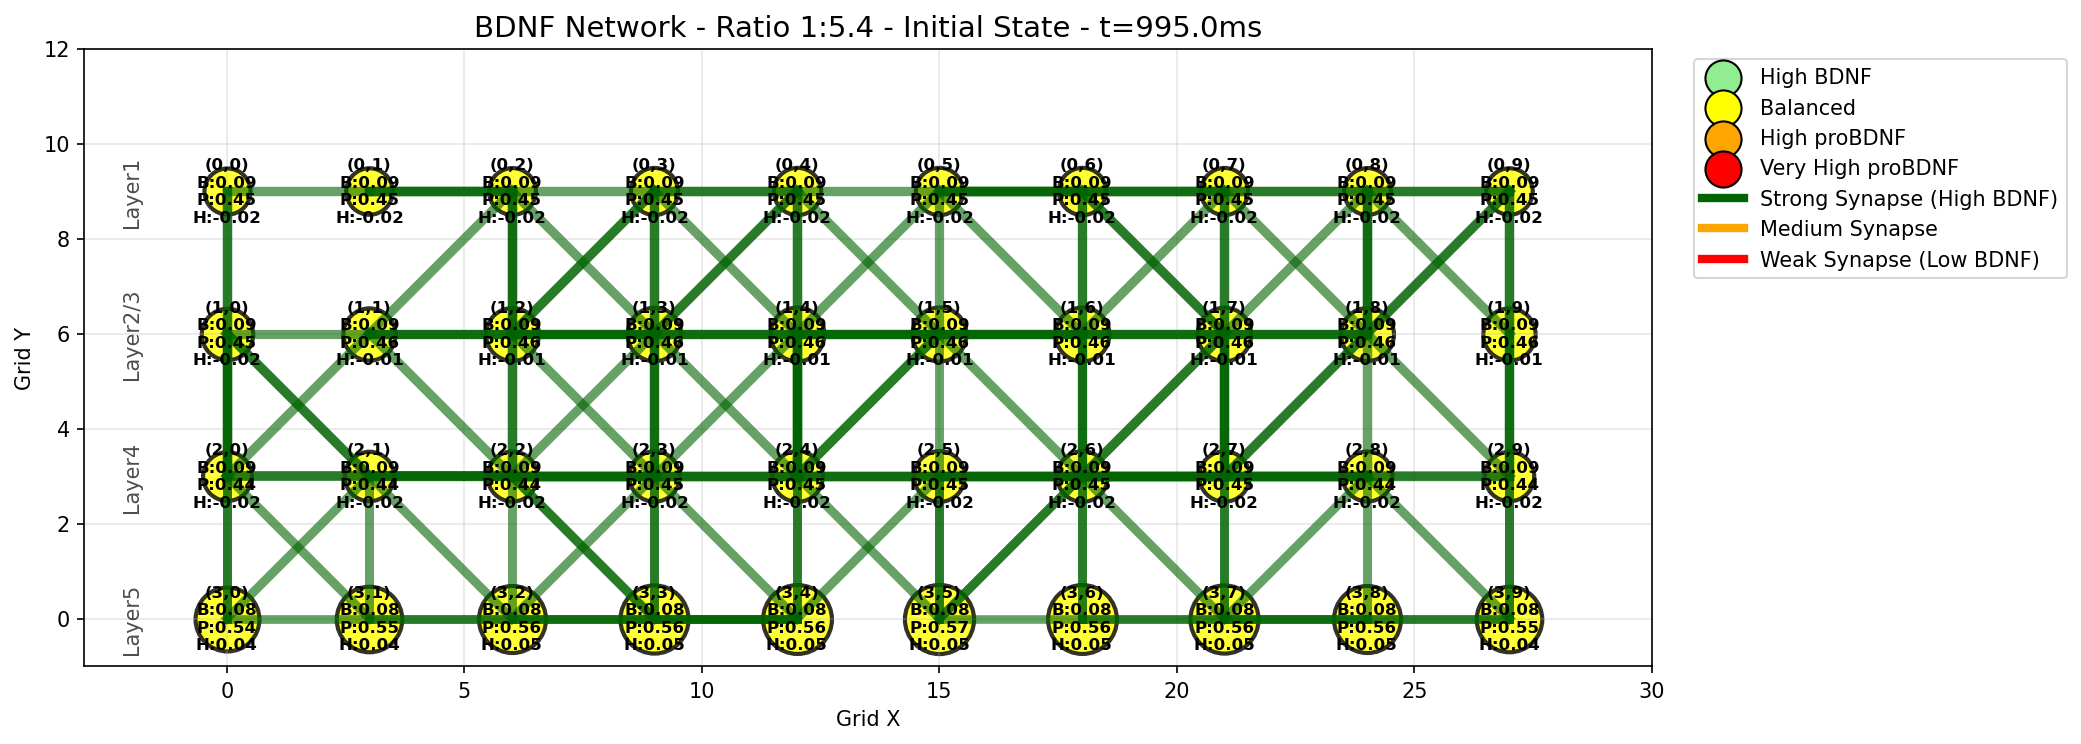 BDNF Network - Ratio 1:5.4 - Initial State - t=995.0ms
12
10
8
6
4
2
0
Grid Y
Layer1
(0,0) (0,1) (0,2) (0,3) (0,4) (0,5) (0,6) (0,7) (0,8) (0,9)
B:0.09 B:0.09 B:0.09 B:0.09 B:0.09 B:0.09 B:0.09 B:0.09 B:0.09 B:0.09
P:0.45 P:0.45 P:0.45 P:0.45 P:0.45 P:0.45 P:0.45 P:0.45 P:0.45 P:0.45
H:-0.02 H:-0.02 H:-0.02 H:-0.02 H:-0.02 H:-0.02 H:-0.02 H:-0.02 H:-0.02 H:-0.02
Layer2/3
(1,0) (1,1) (1,2) (1,3) (1,4) (1,5) (1,6) (1,7) (1,8) (1,9)
B:0.09 B:0.09 B:0.09 B:0.09 B:0.09 B:0.09 B:0.09 B:0.09 B:0.09 B:0.09
P:0.45 P:0.46 P:0.46 P:0.46 P:0.46 P:0.46 P:0.46 P:0.46 P:0.46 P:0.46
H:-0.02 H:-0.01 H:-0.01 H:-0.01 H:-0.01 H:-0.01 H:-0.01 H:-0.01 H:-0.01 H:-0.01
Layer4
(2,0) (2,1) (2,2) (2,3) (2,4) (2,5) (2,6) (2,7) (2,8) (2,9)
B:0.09 B:0.09 B:0.09 B:0.09 B:0.09 B:0.09 B:0.09 B:0.09 B:0.09 B:0.09
P:0.44 P:0.44 P:0.44 P:0.45 P:0.45 P:0.45 P:0.45 P:0.45 P:0.44 P:0.44
H:-0.02 H:-0.02 H:-0.02 H:-0.02 H:-0.02 H:-0.02 H:-0.02 H:-0.02 H:-0.02 H:-0.02
Layer5
(3,0) (3,1) (3,2) (3,3) (3,4) (3,5) (3,6) (3,7) (3,8) (3,9)
B:0.08 B:0.08 B:0.08 B:0.08 B:0.08 B:0.08 B:0.08 B:0.08 B:0.08 B:0.08
P:0.54 P:0.55 P:0.56 P:0.56 P:0.56 P:0.57 P:0.56 P:0.56 P:0.56 P:0.55
H:0.04 H:0.04 H:0.05 H:0.05 H:0.05 H:0.05 H:0.05 H:0.05 H:0.05 H:0.04
0 5 10 15 20 25 30
Grid X
High BDNF
Balanced
High proBDNF
Very High proBDNF
Strong Synapse (High BDNF)
Medium Synapse
Weak Synapse (Low BDNF)